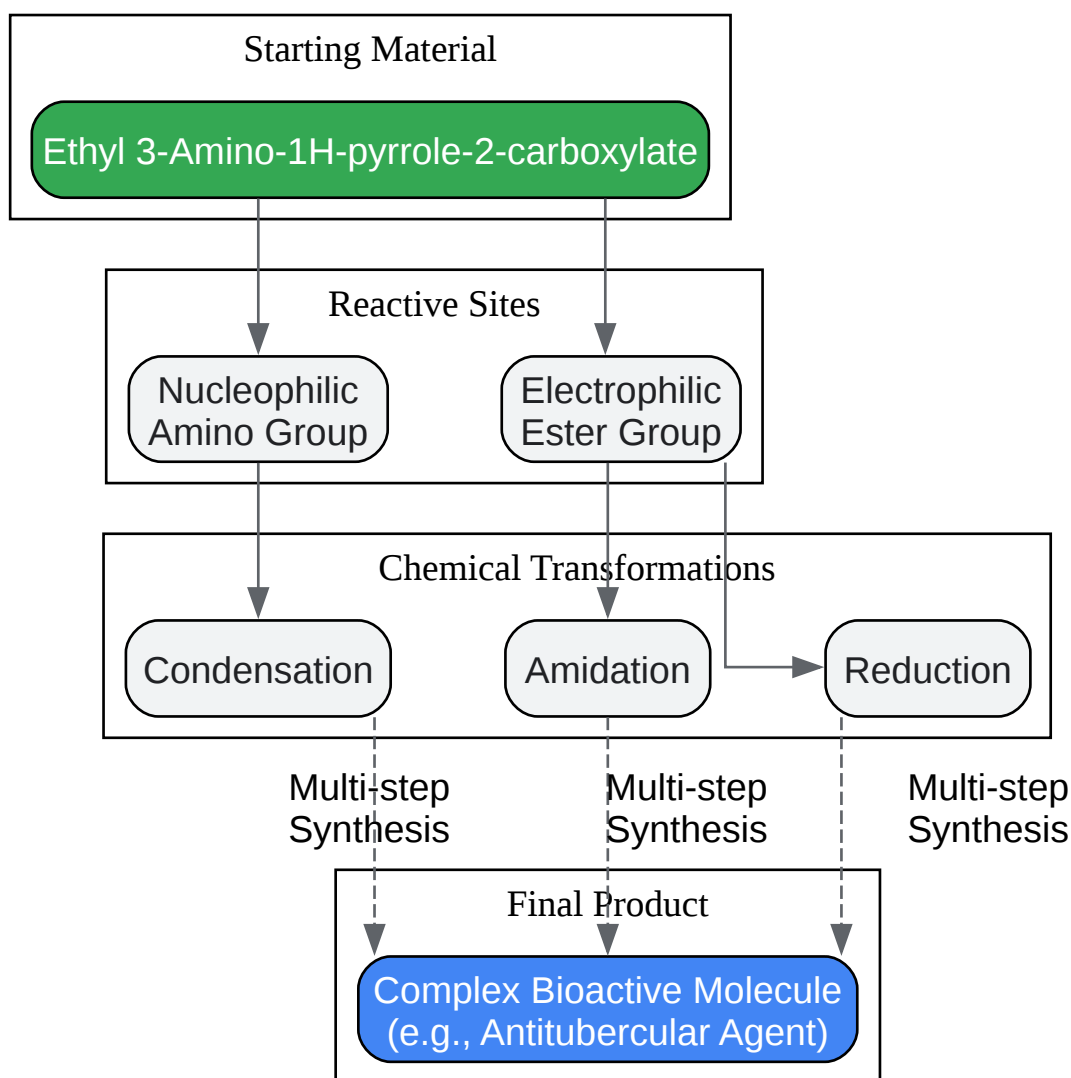 Starting Material
Ethyl 3-Amino-1H-pyrrole-2-carboxylate
Reactive Sites
Nucleophilic
Amino Group
Electrophilic
Ester Group
Chemical Transformations
Condensation
Amidation
Reduction
Multi-step
Synthesis
Multi-step
Synthesis
Multi-step
Synthesis
Final Product
Complex Bioactive Molecule
(e.g., Antitubercular Agent)